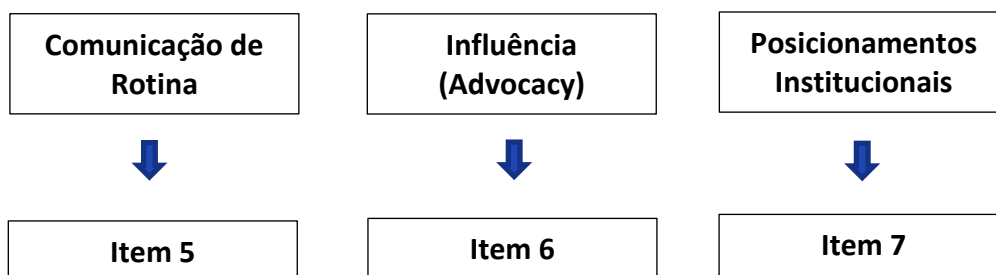 Comunicação de
Rotina
Influência
(Advocacy)
Posicionamentos
Institucionais
Item 5
Item 6
Item 7